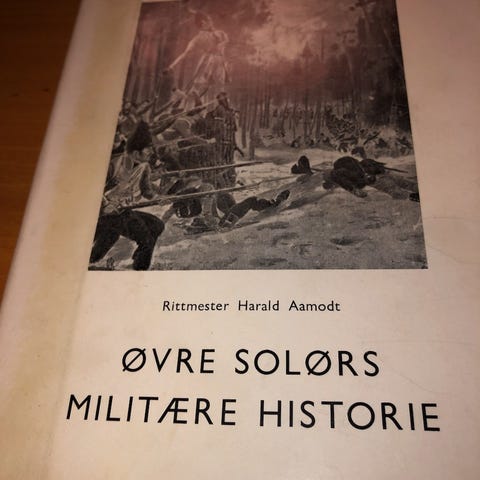 Rittmester Harald Aamodt
ØVRE SOLØRS
MILITÆRE HISTORIE